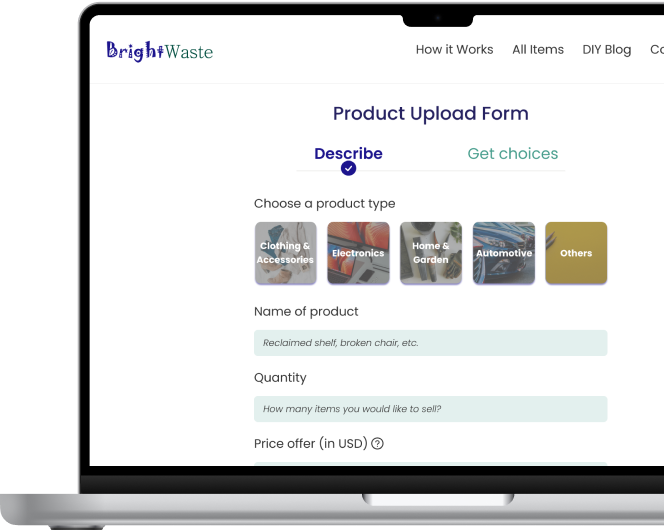 BrightWaste
How it Works All Items DIY Blog
Product Upload Form
Describe Get choices
Choose a product type
Clothing &
Accessories
Electronics
Home &
Garden
Automotive
Others
Name of product
Reclaimed shelf, broken chair, etc.
Quantity
How many items you would like to sell?
Price offer (in USD) ?